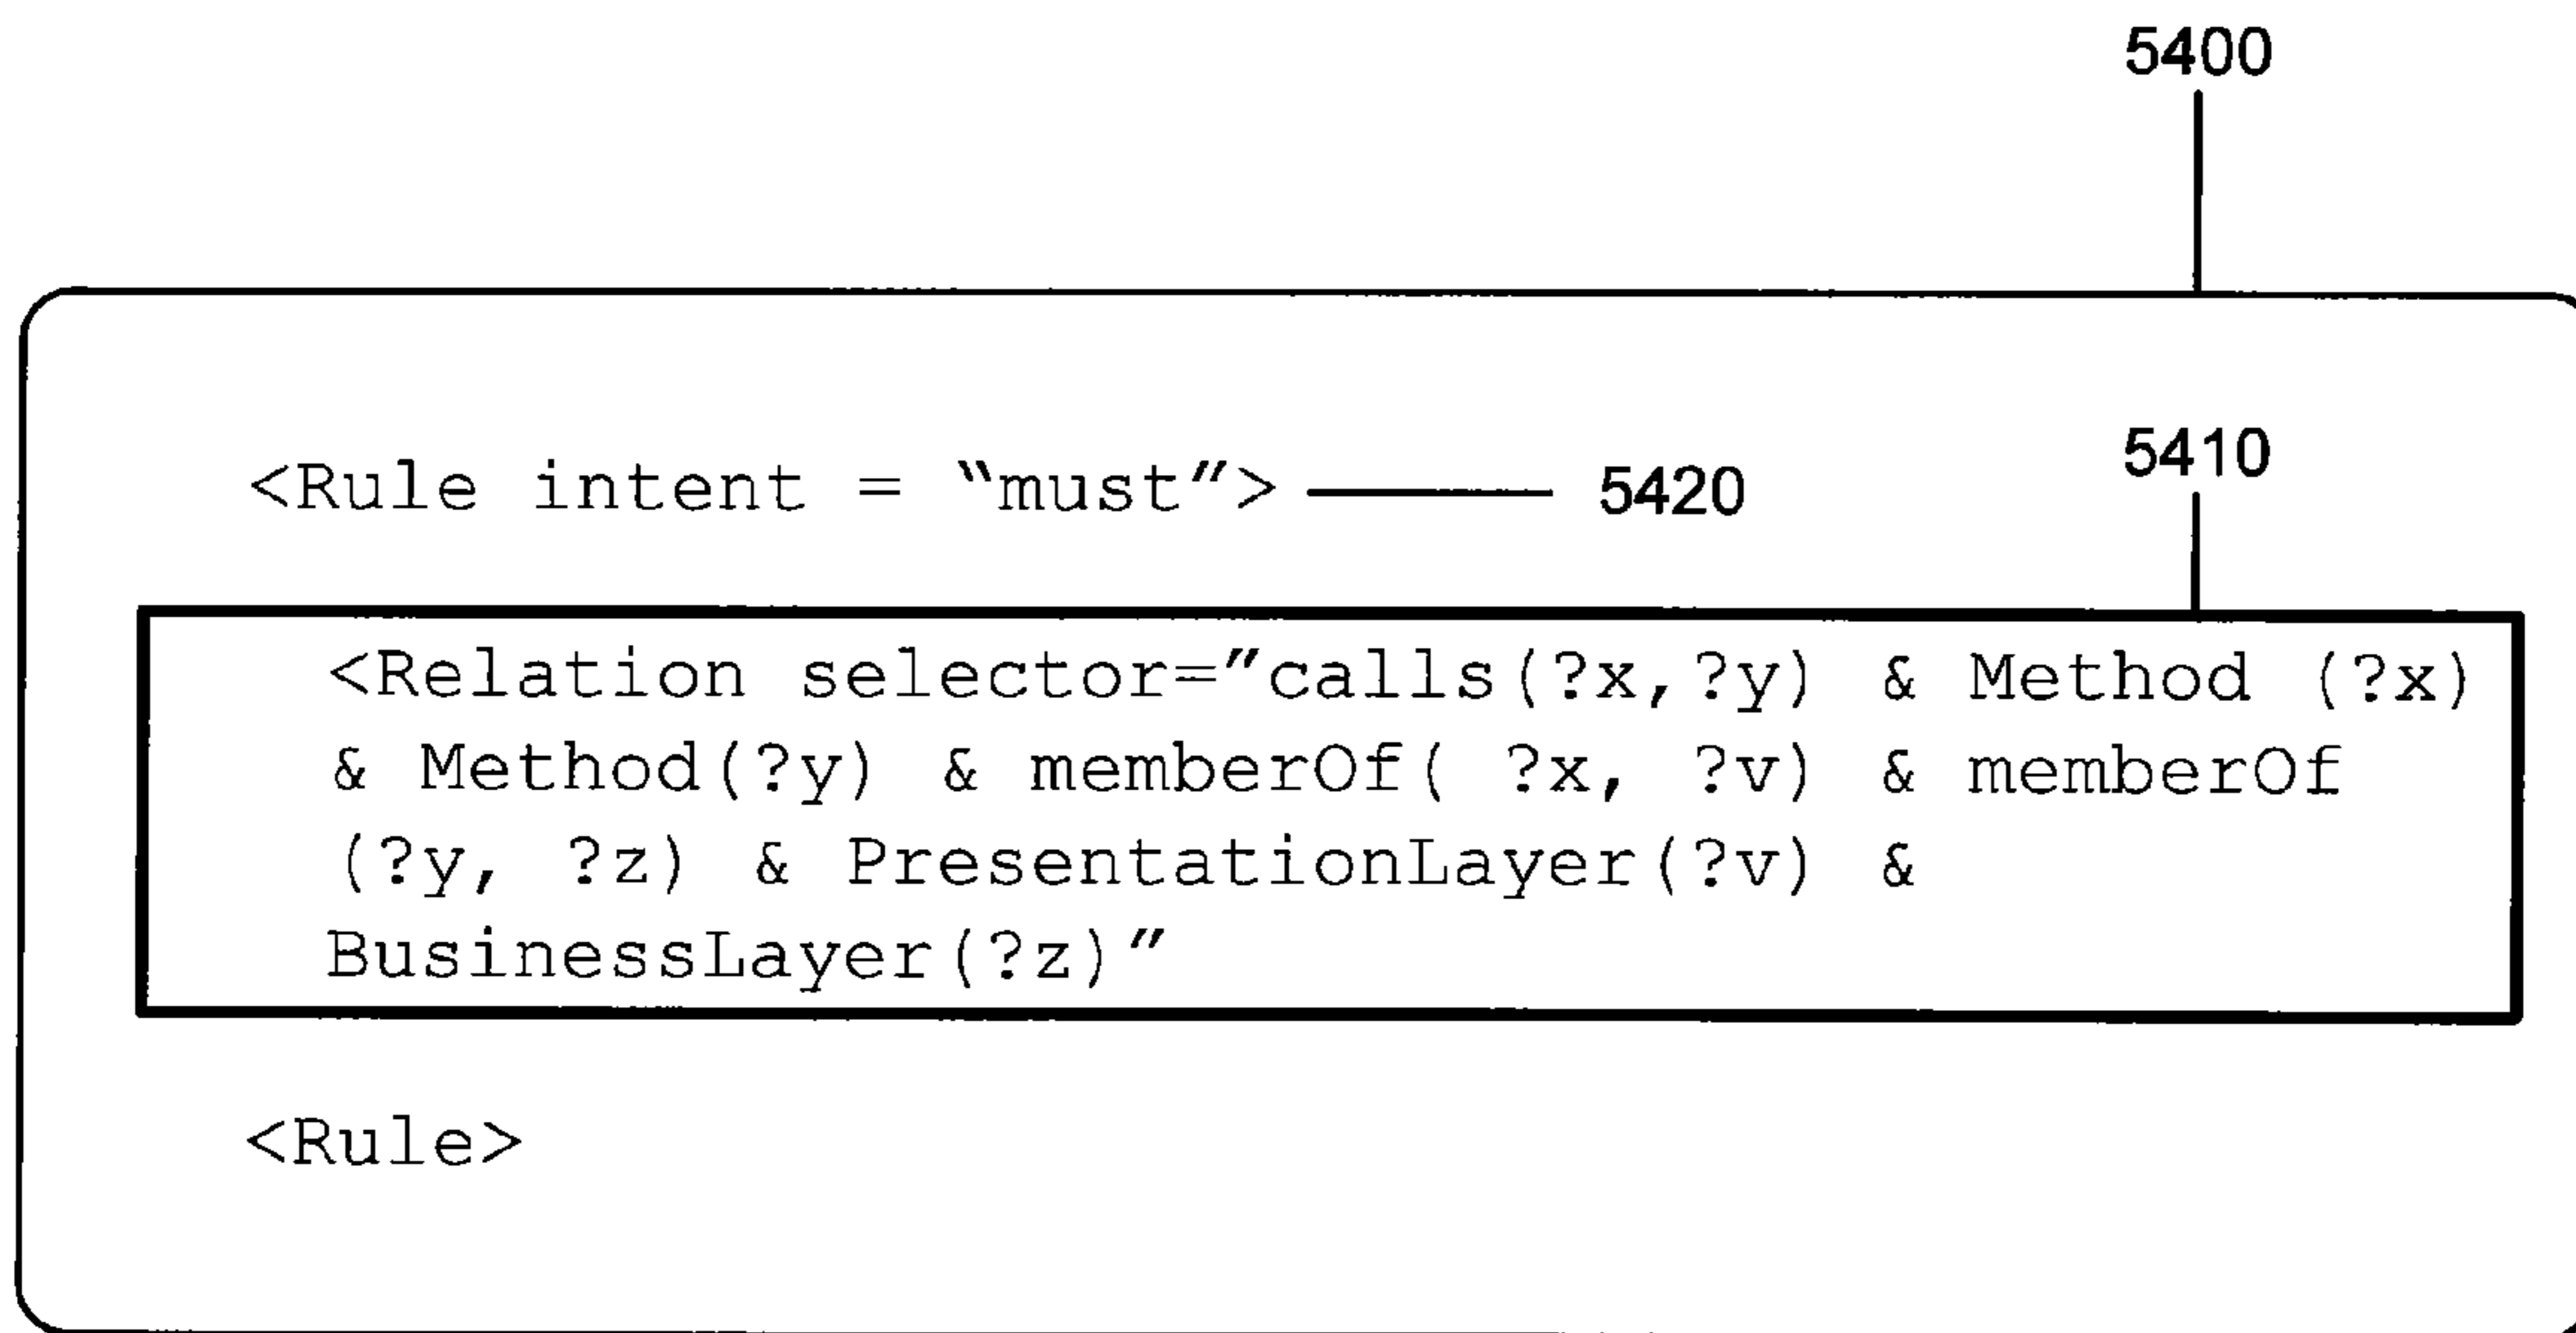 5400
<Rule intent = “must”> 5420
5410
<Relation selector=”calls(?x,?y) & Method (?x)
& Method(?y) & memberOf( ?x, ?v) & memberOf
(?y, ?z) & PresentationLayer(?v) &
BusinessLayer(?z)”
<Rule>